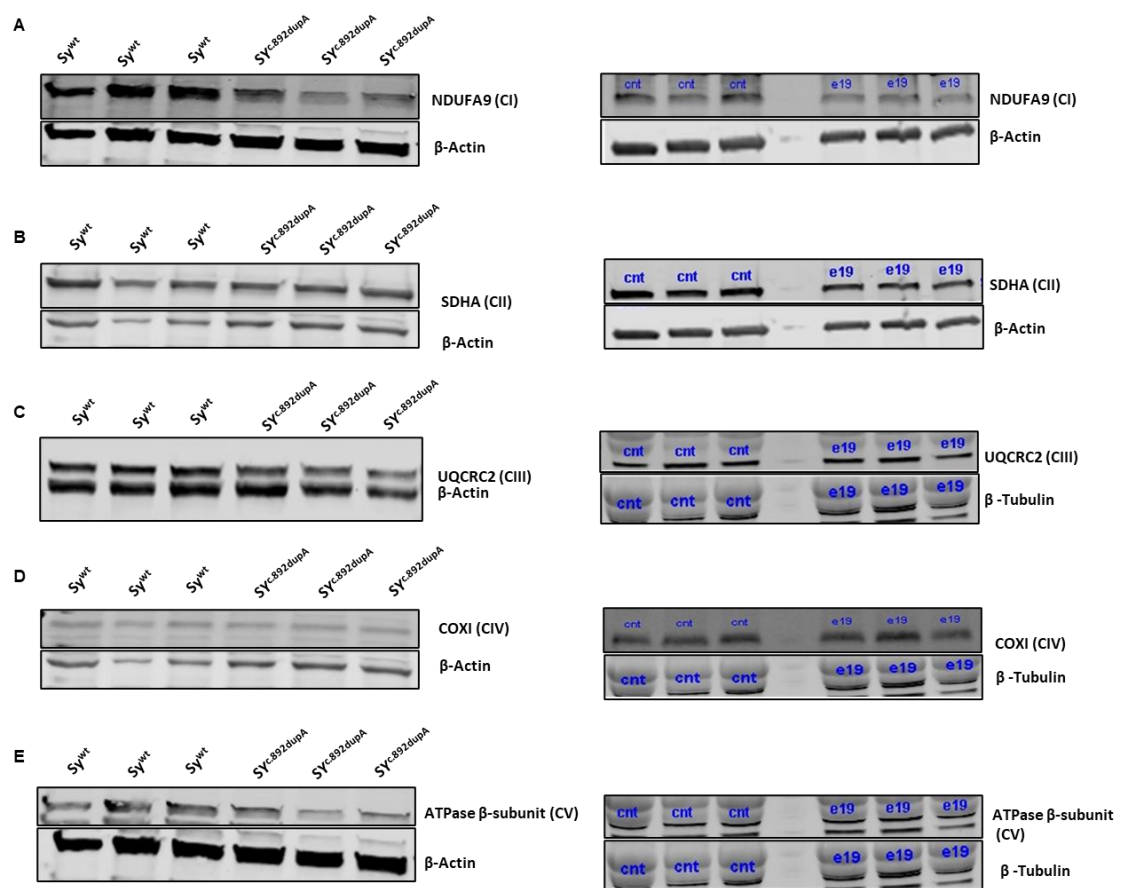 A
Sywt Sywt Sywt SYc.892dupA SYc.892dupA SYc.892dupA
cnt cnt cnt e19 e19 e19
NDUFA9 (CI)
NDUFA9 (CI)
β-Actin
β-Actin
B
Sywt Sywt Sywt SYc.892dupA SYc.892dupA SYc.892dupA
cnt cnt cnt e19 e19 e19
SDHA (CII)
SDHA (CII)
β-Actin
β-Actin
C
Sywt Sywt Sywt SYc.892dupA SYc.892dupA SYc.892dupA
cnt cnt cnt e19 e19 e19
UQCRC2 (CIII)
UQCRC2 (CIII)
β-Actin
cnt cnt cnt e19 e19 e19
β -Tubulin
D
Sywt Sywt Sywt SYc.892dupA SYc.892dupA SYc.892dupA
cnt cnt cnt e19 e19 e19
COXI (CIV)
COXI (CIV)
β-Actin
cnt cnt cnt e19 e19 e19
β -Tubulin
E
Sywt Sywt Sywt SYc.892dupA SYc.892dupA SYc.892dupA
cnt cnt cnt e19 e19 e19
ATPase β-subunit (CV)
ATPase β-subunit
(CV)
β-Actin
cnt cnt cnt e19 e19 e19
β -Tubulin